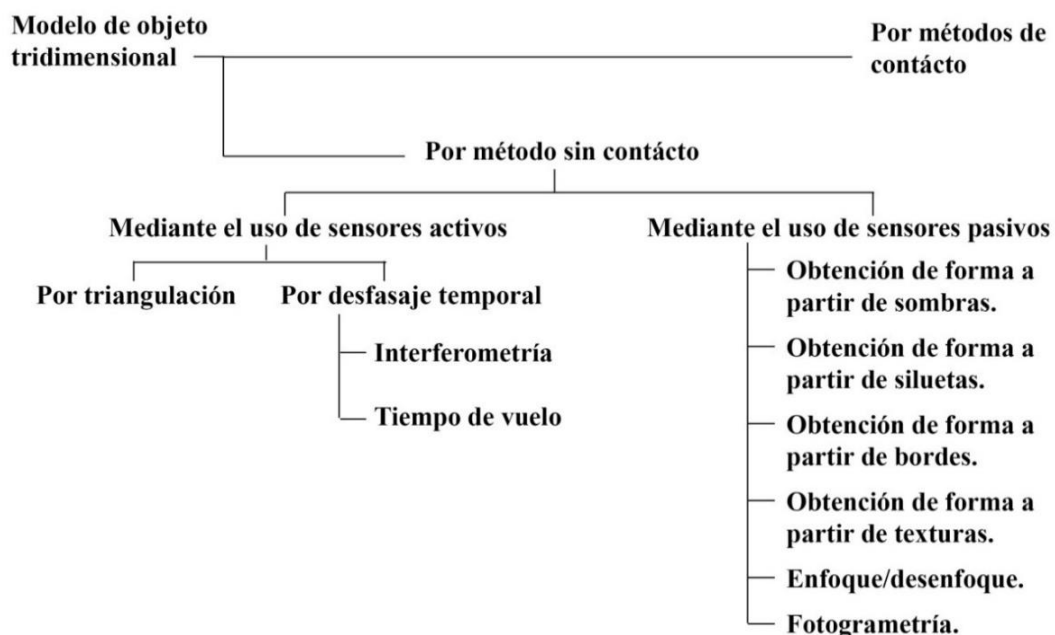 Modelo de objeto
tridimensional
Por métodos de
contácto
Por método sin contácto
Mediante el uso de sensores activos
Mediante el uso de sensores pasivos
Por triangulación
Por desfasaje temporal
Interferometría
Tiempo de vuelo
Obtención de forma a
partir de sombras.
Obtención de forma a
partir de siluetas.
Obtención de forma a
partir de bordes.
Obtención de forma a
partir de texturas.
Enfoque/desenfoque.
Fotogrametría.